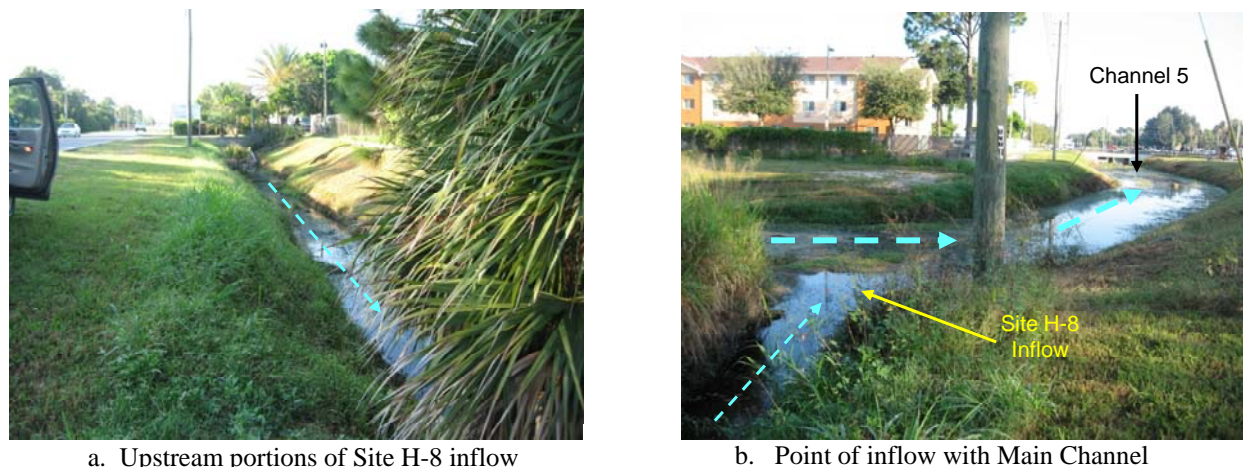 Channel 5
Site H-8
Inflow
a. Upstream portions of Site H-8 inflow
b. Point of inflow with Main Channel